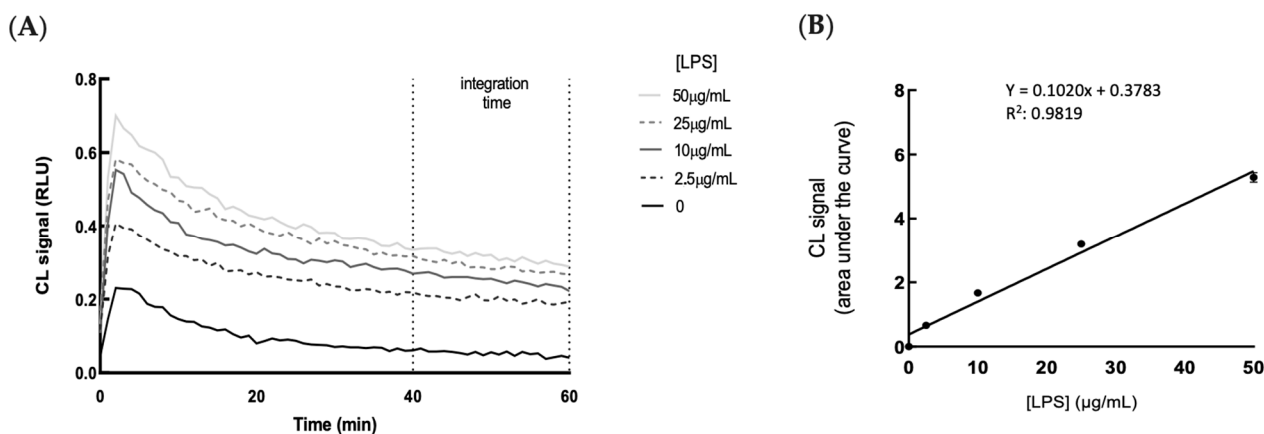 (A)
CL signal (RLU)
0.8
0.6
0.4
0.2
0.0
0
20
40
60
Time (min)
integration
time
[LPS]
50µg/mL
25µg/mL
10µg/mL
2.5µg/mL
0
(B)
CL signal
(area under the curve)
8
6
4
2
0
0
10
20
30
40
50
[LPS] (µg/mL)
Y = 0.1020x + 0.3783
R²: 0.9819